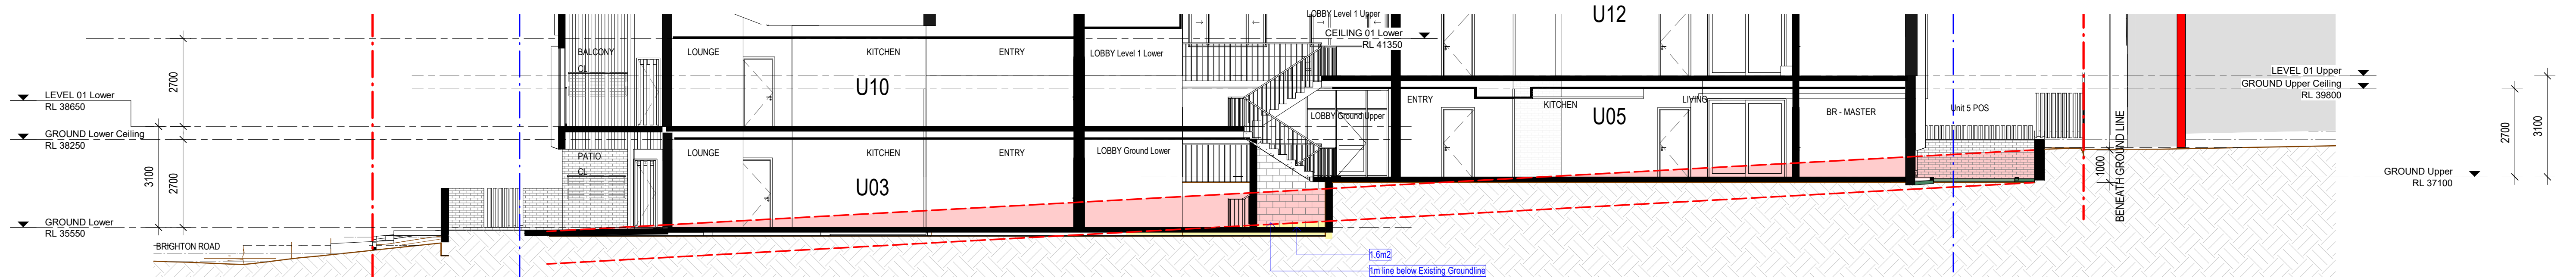 LOBBY Level 1 Upper
U12
CEILING 01 Lower
RL 41350
BALCONY
CL
LOUNGE
KITCHEN
ENTRY
LOBBY Level 1 Lower
U10
2700
LEVEL 01 Lower
RL 38650
LEVEL 01 Upper
GROUND Upper Ceiling
RL 39800
ENTRY
KITCHEN
LIVING
BR - MASTER
Unit 5 POS
LOBBY Ground Upper
U05
BENEATH GROUND LINE
1000
2700
3100
GROUND Lower Ceiling
RL 38250
PATIO
CL
LOUNGE
KITCHEN
ENTRY
LOBBY Ground Lower
U03
3100
2700
GROUND Upper
RL 37100
GROUND Lower
RL 35550
BRIGHTON ROAD
1.6m2
1m line below Existing Groundline